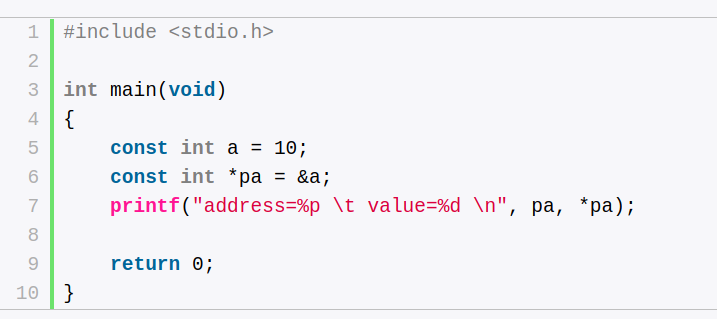 1 #include <stdio.h>
2
3 int main(void)
4 {
5     const int a = 10;
6     const int *pa = &a;
7     printf("address=%p \t value=%d \n", pa, *pa);
8
9     return 0;
10 }